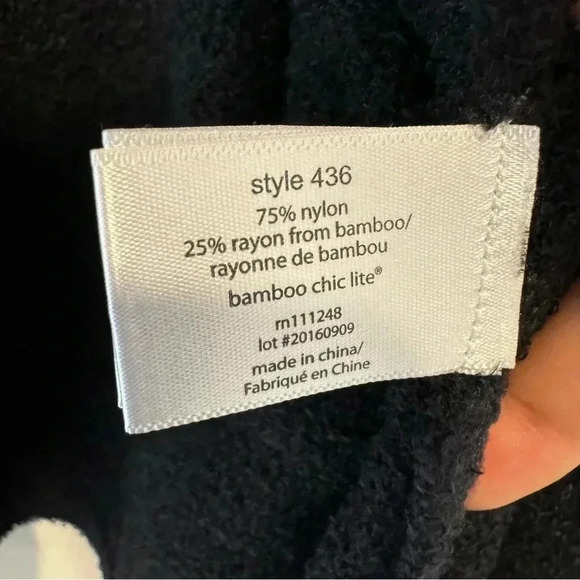 style 436
75% nylon
25% rayon from bamboo/
rayonne de bambou
bamboo chic lite®
rn111248
lot #20160909
made in china/
Fabriqué en Chine